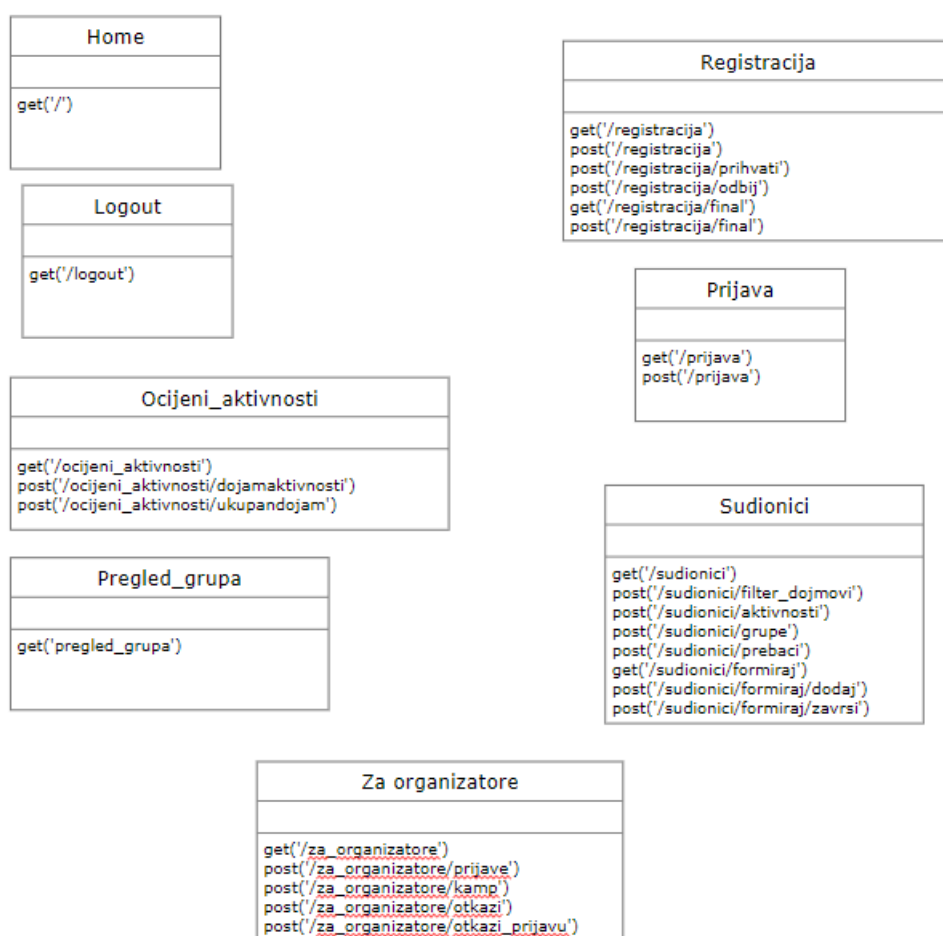 Home
get('/')
Logout
get('/logout')
Ocijeni_aktivnosti
get('/ocijeni_aktivnosti')
post('/ocijeni_aktivnosti/dojamaktivnosti')
post('/ocijeni_aktivnosti/ukupandojam')
Pregled_grupa
get('pregled_grupa')
Registracija
get('/registracija')
post('/registracija')
post('/registracija/prihvati')
post('/registracija/odbij')
get('/registracija/final')
post('/registracija/final')
Prijava
get('/prijava')
post('/prijava')
Sudionici
get('/sudionici')
post('/sudionici/filter_dojmovi')
post('/sudionici/aktivnosti')
post('/sudionici/grupe')
post('/sudionici/prebaci')
get('/sudionici/formiraj')
post('/sudionici/formiraj/dodaj')
post('/sudionici/formiraj/zavrsi')
Za organizatore
get('/za_organizatore')
post('/za_organizatore/prijave')
post('/za_organizatore/kamp')
post('/za_organizatore/otkazi')
post('/za_organizatore/otkazi_prijavu')